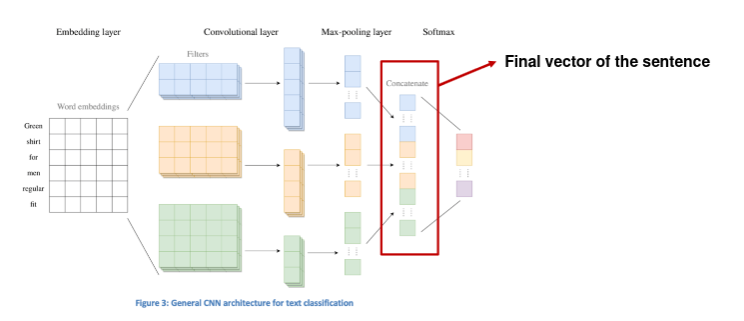 Embedding layer
Convolutional layer
Max-pooling layer
Softmax
Filters
Final vector of the sentence
Concatenate
Word embeddings
Green
shirt
for
men
regular
fit
Figure 3: General CNN architecture for text classification